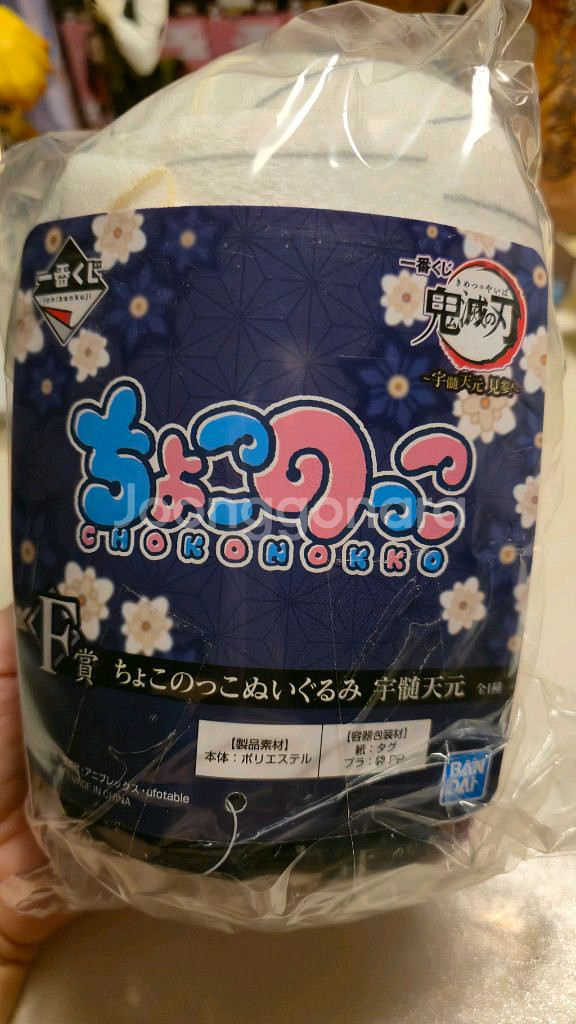 一番くじ
ichibankuji
一番くじ
きめつのやいば
鬼滅の刃
~宇髄天元 見参!~
ちょこのっこ
Joonggonara
CHOKONOKKO
F賞
ちょこのっこぬいぐるみ 宇髄天元 全1種
【製品素材】
本体:ポリエステル
【容器包装材】
紙:タグ
プラ:袋 PP
・アニプレックス・ufotable
MADE IN CHINA
BANDAI